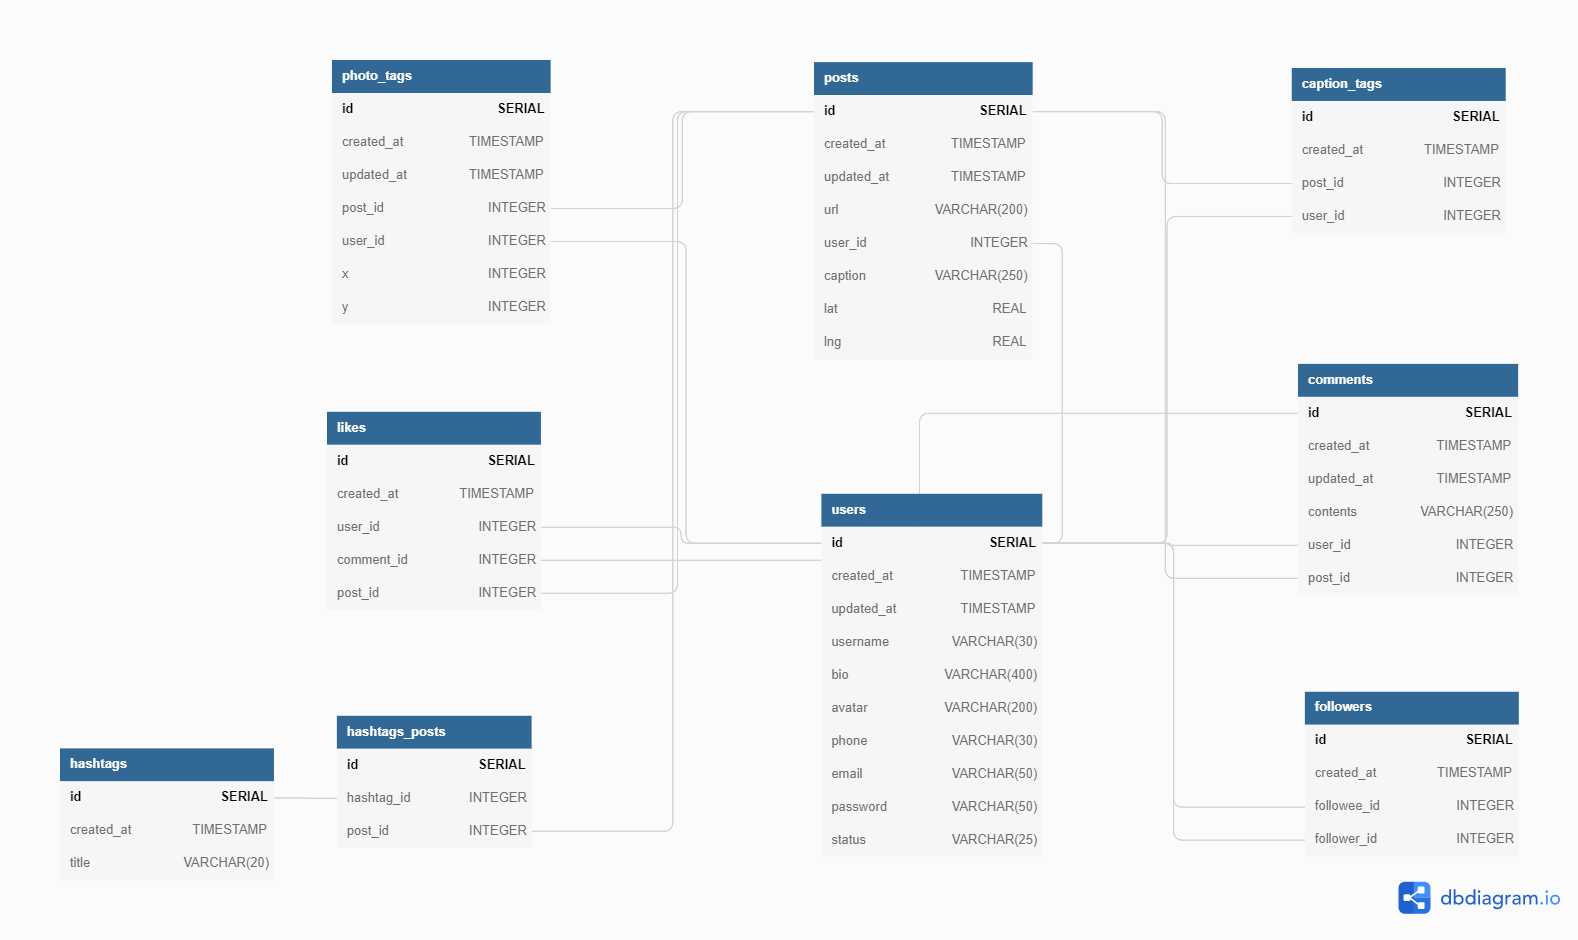 photo_tags
id SERIAL
created_at TIMESTAMP
updated_at TIMESTAMP
post_id INTEGER
user_id INTEGER
x INTEGER
y INTEGER
posts
id SERIAL
created_at TIMESTAMP
updated_at TIMESTAMP
url VARCHAR(200)
user_id INTEGER
caption VARCHAR(250)
lat REAL
lng REAL
caption_tags
id SERIAL
created_at TIMESTAMP
post_id INTEGER
user_id INTEGER
likes
id SERIAL
created_at TIMESTAMP
user_id INTEGER
comment_id INTEGER
post_id INTEGER
users
id SERIAL
created_at TIMESTAMP
updated_at TIMESTAMP
username VARCHAR(30)
bio VARCHAR(400)
avatar VARCHAR(200)
phone VARCHAR(30)
email VARCHAR(50)
password VARCHAR(50)
status VARCHAR(25)
comments
id SERIAL
created_at TIMESTAMP
updated_at TIMESTAMP
contents VARCHAR(250)
user_id INTEGER
post_id INTEGER
hashtags
id SERIAL
created_at TIMESTAMP
title VARCHAR(20)
hashtags_posts
id SERIAL
hashtag_id INTEGER
post_id INTEGER
followers
id SERIAL
created_at TIMESTAMP
followee_id INTEGER
follower_id INTEGER
dbdiagram.io